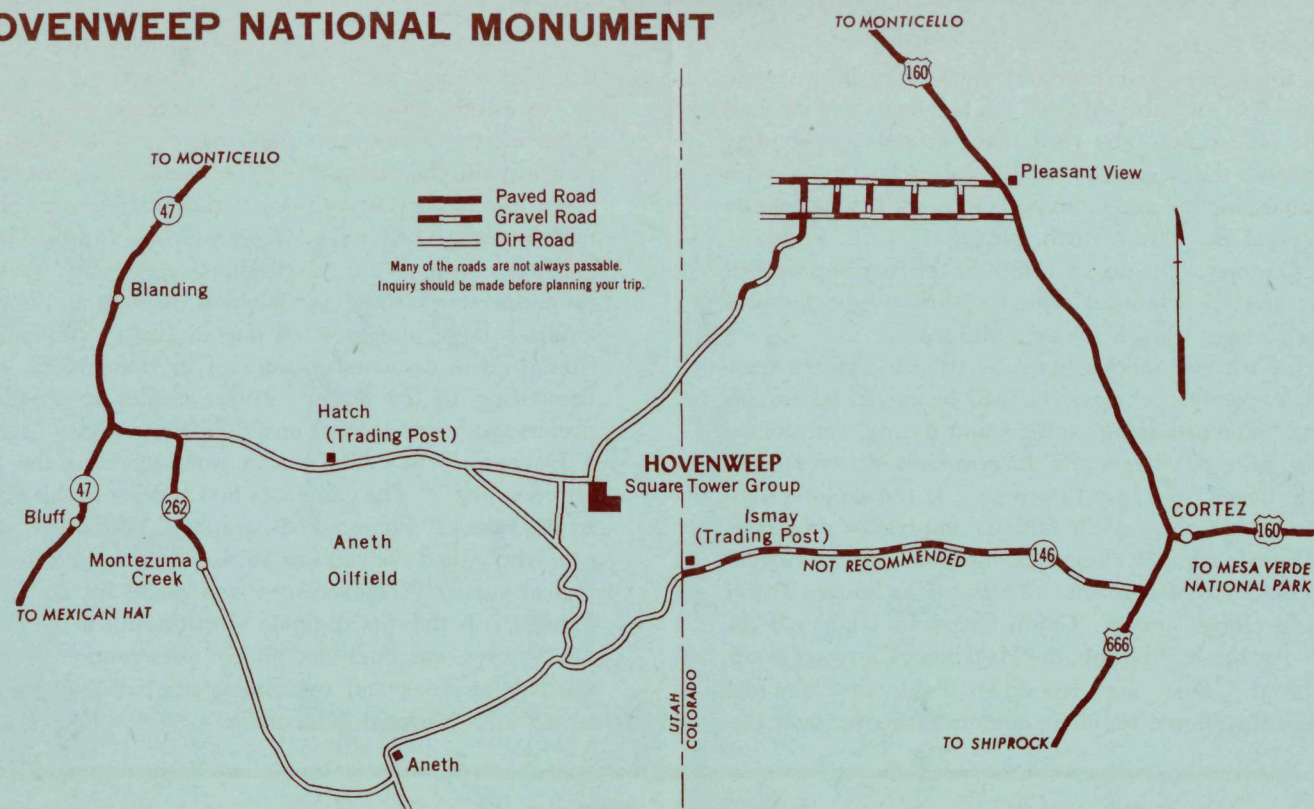 OVENWEEP NATIONAL MONUMENT
TO MONTICELLO
160
TO MONTICELLO
47
Paved Road
Gravel Road
Dirt Road
Many of the roads are not always passable.
Inquiry should be made before planning your trip.
Pleasant View
Blanding
Hatch
(Trading Post)
HOVENWEEP
Square Tower Group
47
262
Bluff
Ismay
(Trading Post)
CORTEZ
160
Aneth
Oilfield
NOT RECOMMENDED
146
Montezuma
Creek
TO MESA VERDE
NATIONAL PARK
TO MEXICAN HAT
666
UTAH
COLORADO
TO SHIPROCK
Aneth